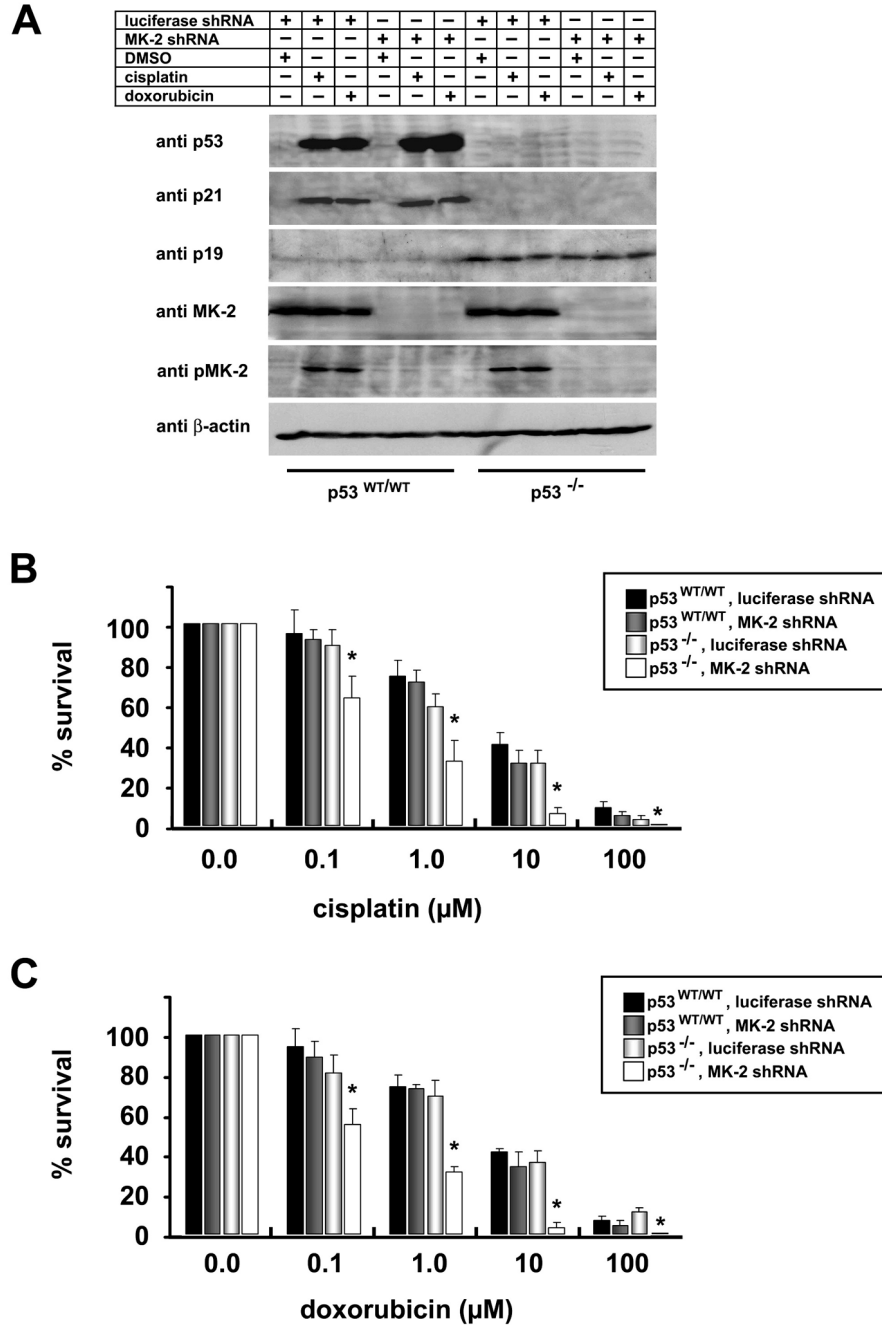 A
luciferase shRNA + + + − − − + + + − − −
MK-2 shRNA − − − + + + − − − + + +
DMSO + − − + − − + − − + − −
cisplatin − + − − + − − + − − + −
doxorubicin − − + − − + − − + − − +
anti p53
anti p21
anti p19
anti MK-2
anti pMK-2
anti β-actin
p53 WT/WT p53 -/-
B
p53 WT/WT , luciferase shRNA
p53 WT/WT , MK-2 shRNA
p53 -/- , luciferase shRNA
p53 -/- , MK-2 shRNA
% survival
100
80
60
40
20
0
* * * *
0.0 0.1 1.0 10 100
cisplatin (µM)
C
p53 WT/WT , luciferase shRNA
p53 WT/WT , MK-2 shRNA
p53 -/- , luciferase shRNA
p53 -/- , MK-2 shRNA
% survival
100
80
60
40
20
0
* * * *
0.0 0.1 1.0 10 100
doxorubicin (µM)